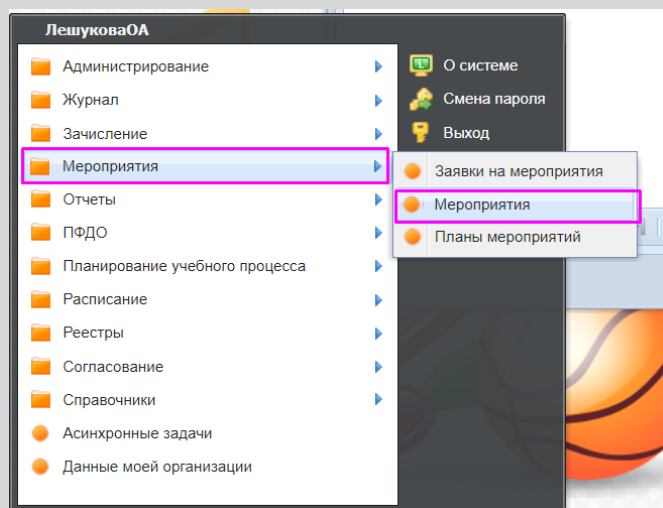 ЛешуковаОА
Администрирование
Журнал
Зачисление
Мероприятия
Отчеты
ПФДО
Планирование учебного процесса
Расписание
Реестры
Согласование
Справочники
Асинхронные задачи
Данные моей организации
О системе
Смена пароля
Выход
Заявки на мероприятия
Мероприятия
Планы мероприятий